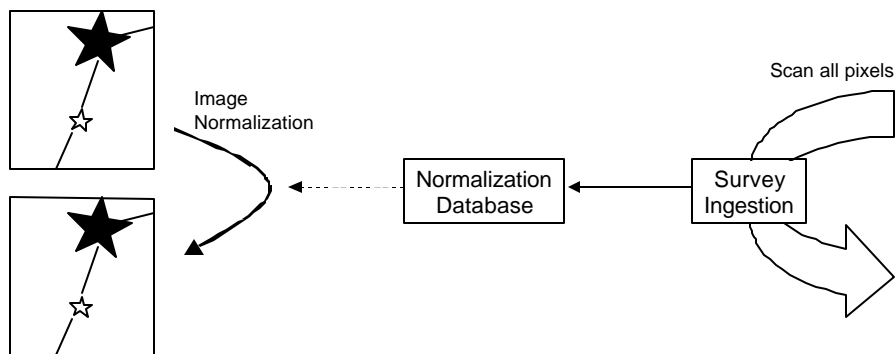 Scan all pixels
Image
Normalization
Normalization
Database
Survey
Ingestion